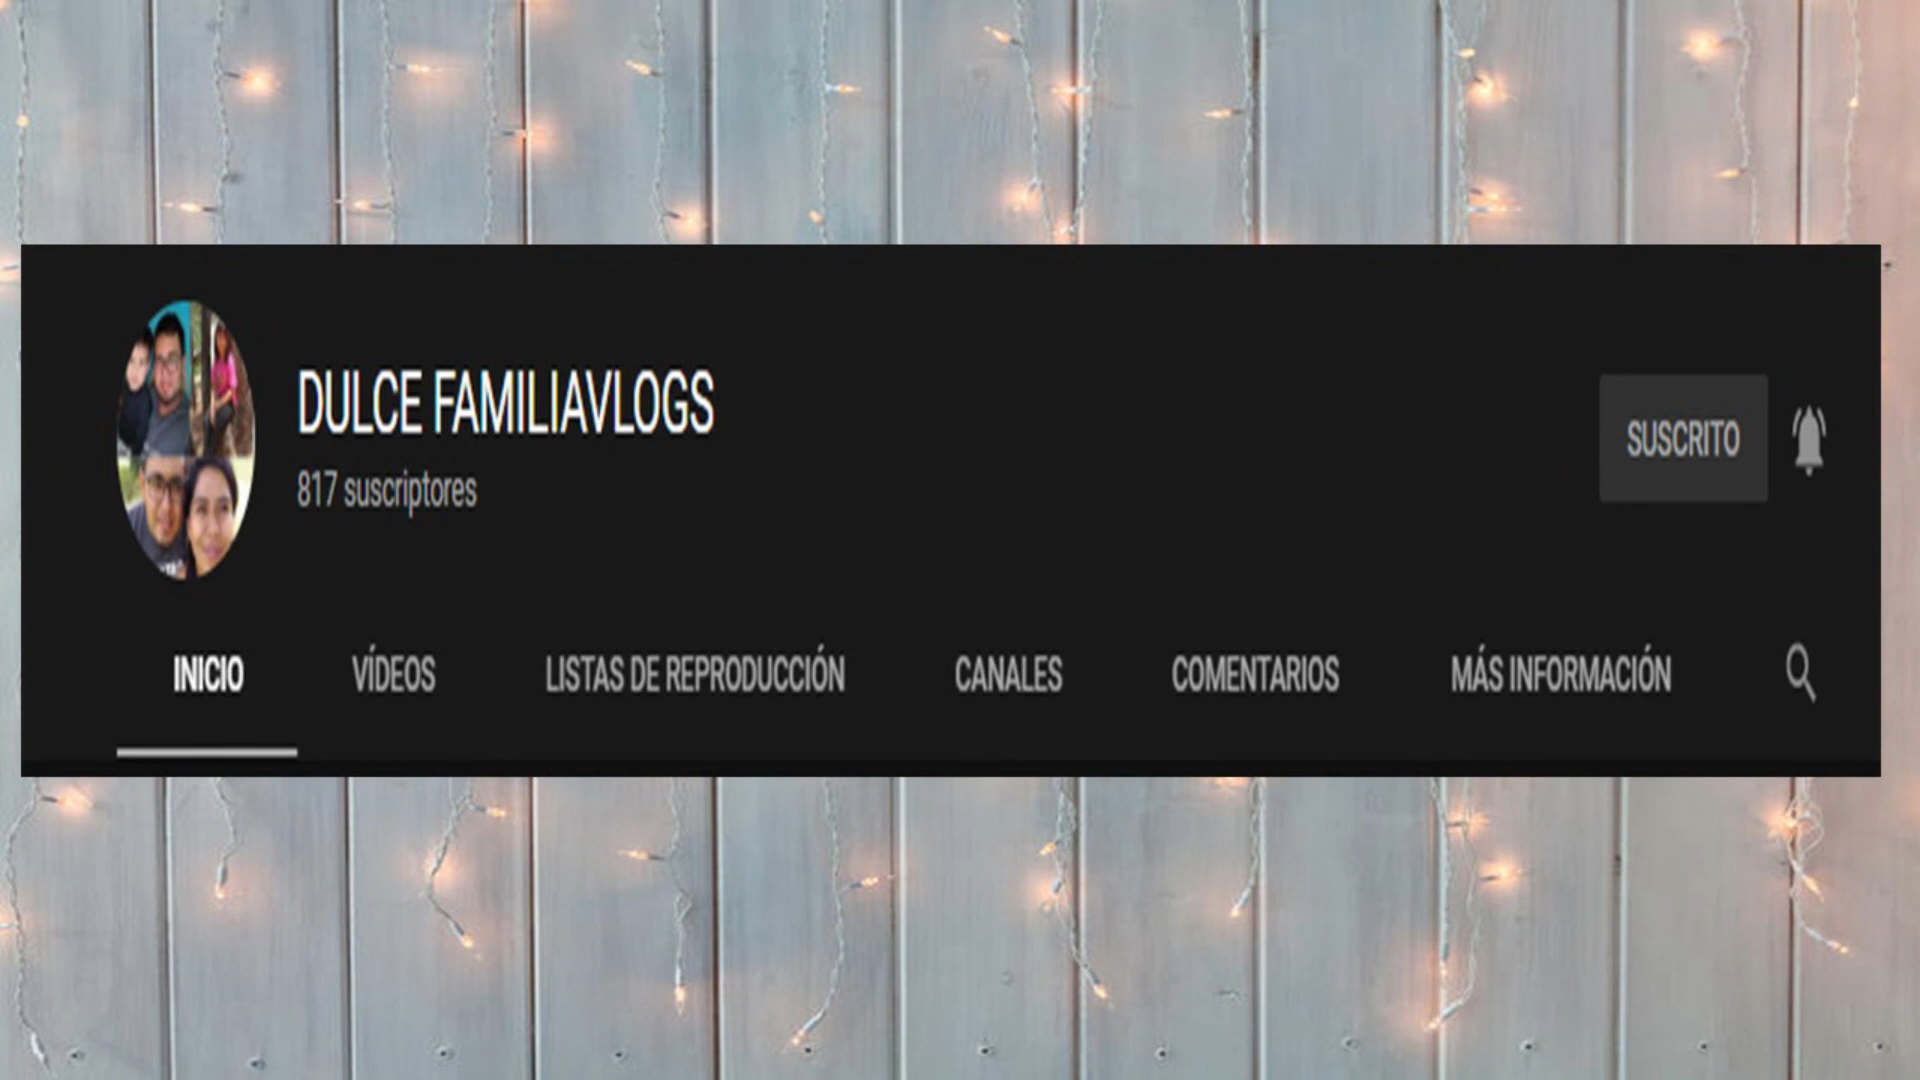 DULCE FAMILIAVLOGS
817 suscriptores
SUSCRITO
INICIO VÍDEOS LISTAS DE REPRODUCCIÓN CANALES COMENTARIOS MÁS INFORMACIÓN